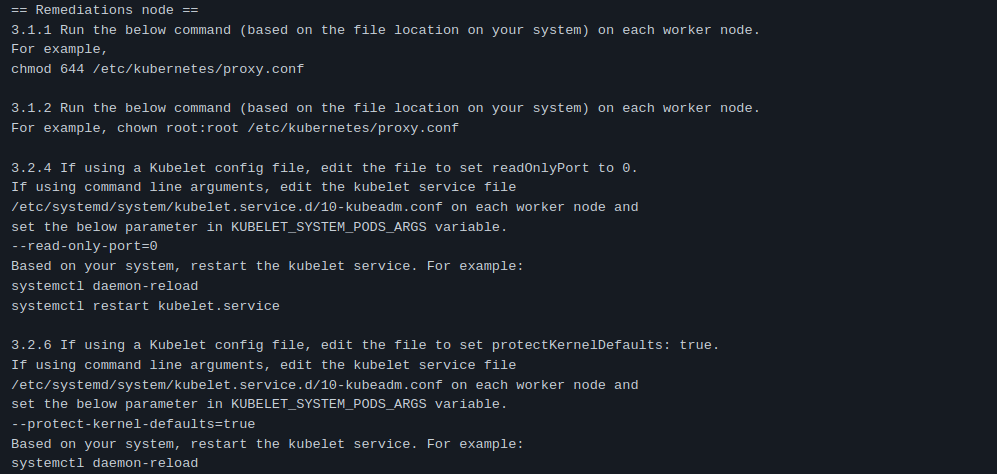 == Remediations node ==
3.1.1 Run the below command (based on the file location on your system) on each worker node.
For example,
chmod 644 /etc/kubernetes/proxy.conf
3.1.2 Run the below command (based on the file location on your system) on each worker node.
For example, chown root:root /etc/kubernetes/proxy.conf
3.2.4 If using a Kubelet config file, edit the file to set readOnlyPort to 0.
If using command line arguments, edit the kubelet service file
/etc/systemd/system/kubelet.service.d/10-kubeadm.conf on each worker node and
set the below parameter in KUBELET_SYSTEM_PODS_ARGS variable.
--read-only-port=0
Based on your system, restart the kubelet service. For example:
systemctl daemon-reload
systemctl restart kubelet.service
3.2.6 If using a Kubelet config file, edit the file to set protectKernelDefaults: true.
If using command line arguments, edit the kubelet service file
/etc/systemd/system/kubelet.service.d/10-kubeadm.conf on each worker node and
set the below parameter in KUBELET_SYSTEM_PODS_ARGS variable.
--protect-kernel-defaults=true
Based on your system, restart the kubelet service. For example:
systemctl daemon-reload